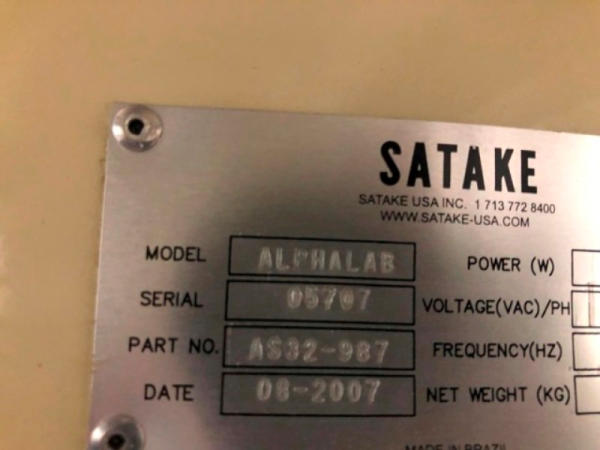 SATAKE
SATAKE USA INC. 1 713 772 8400
WWW.SATAKE-USA.COM
MODEL ALPHALAB POWER (W)
SERIAL 05707 VOLTAGE(VAC)/PH
PART NO. AS32-987 FREQUENCY(HZ)
DATE 08-2007 NET WEIGHT (KG)
MADE IN BRAZIL